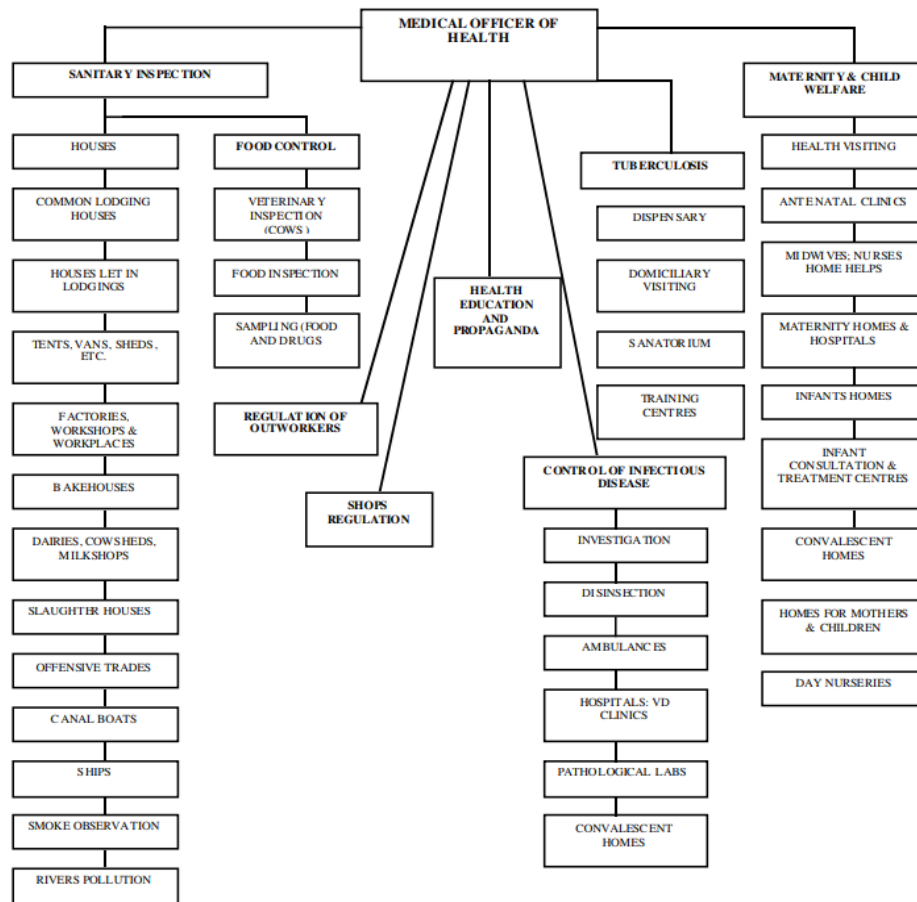 MEDICAL OFFICER OF
HEALTH
SANITARY INSPECTION
HOUSES
COMMON LODGING
HOUSES
HOUSES LET IN
LODGINGS
TENTS, VANS, SHEDS,
ETC.
FACTORIES,
WORKSHOPS &
WORKPLACES
BAKEHOUSES
DAIRIES, COWSHEDS,
MILKSHOPS
SLAUGHTER HOUSES
OFFENSIVE TRADES
CANAL BOATS
SHIPS
SMOKE OBSERVATION
RIVERS POLLUTION
FOOD CONTROL
VETERINARY
INSPECTION
(COWS)
FOOD INSPECTION
SAMPLING (FOOD
AND DRUGS
REGULATION OF
OUTWORKERS
SHOPS
REGULATION
HEALTH
EDUCATION
AND
PROPAGANDA
CONTROL OF INFECTIOUS
DISEASE
INVESTIGATION
DISINSECTION
AMBULANCES
HOSPITALS: VD
CLINICS
PATHOLOGICAL LABS
CONVALESCENT
HOMES
TUBERCULOSIS
DISPENSARY
DOMICILIARY
VISITING
SANATORIUM
TRAINING
CENTRES
MATERNITY & CHILD
WELFARE
HEALTH VISITING
ANTENATAL CLINICS
MIDWIVES; NURSES
HOME HELPS
MATERNITY HOMES &
HOSPITALS
INFANTS HOMES
INFANT
CONSULTATION &
TREATMENT CENTRES
CONVALESCENT
HOMES
HOMES FOR MOTHERS
& CHILDREN
DAY NURSERIES